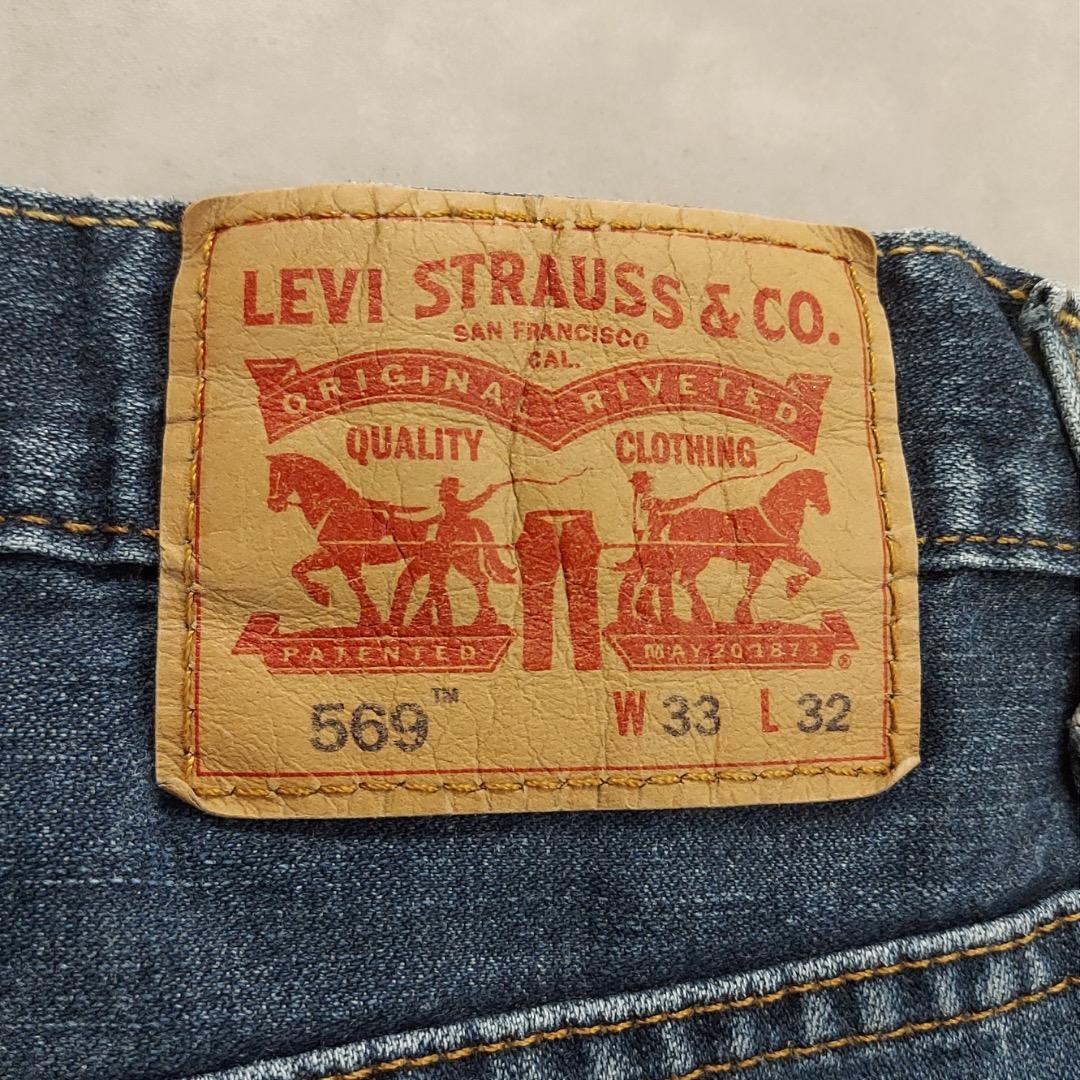 LEVI STRAUSS & CO.
SAN FRANCISCO
CAL.
ORIGINAL RIVETED
QUALITY CLOTHING
PATENTED MAY 20 1873 ®
569™ W 33 L 32